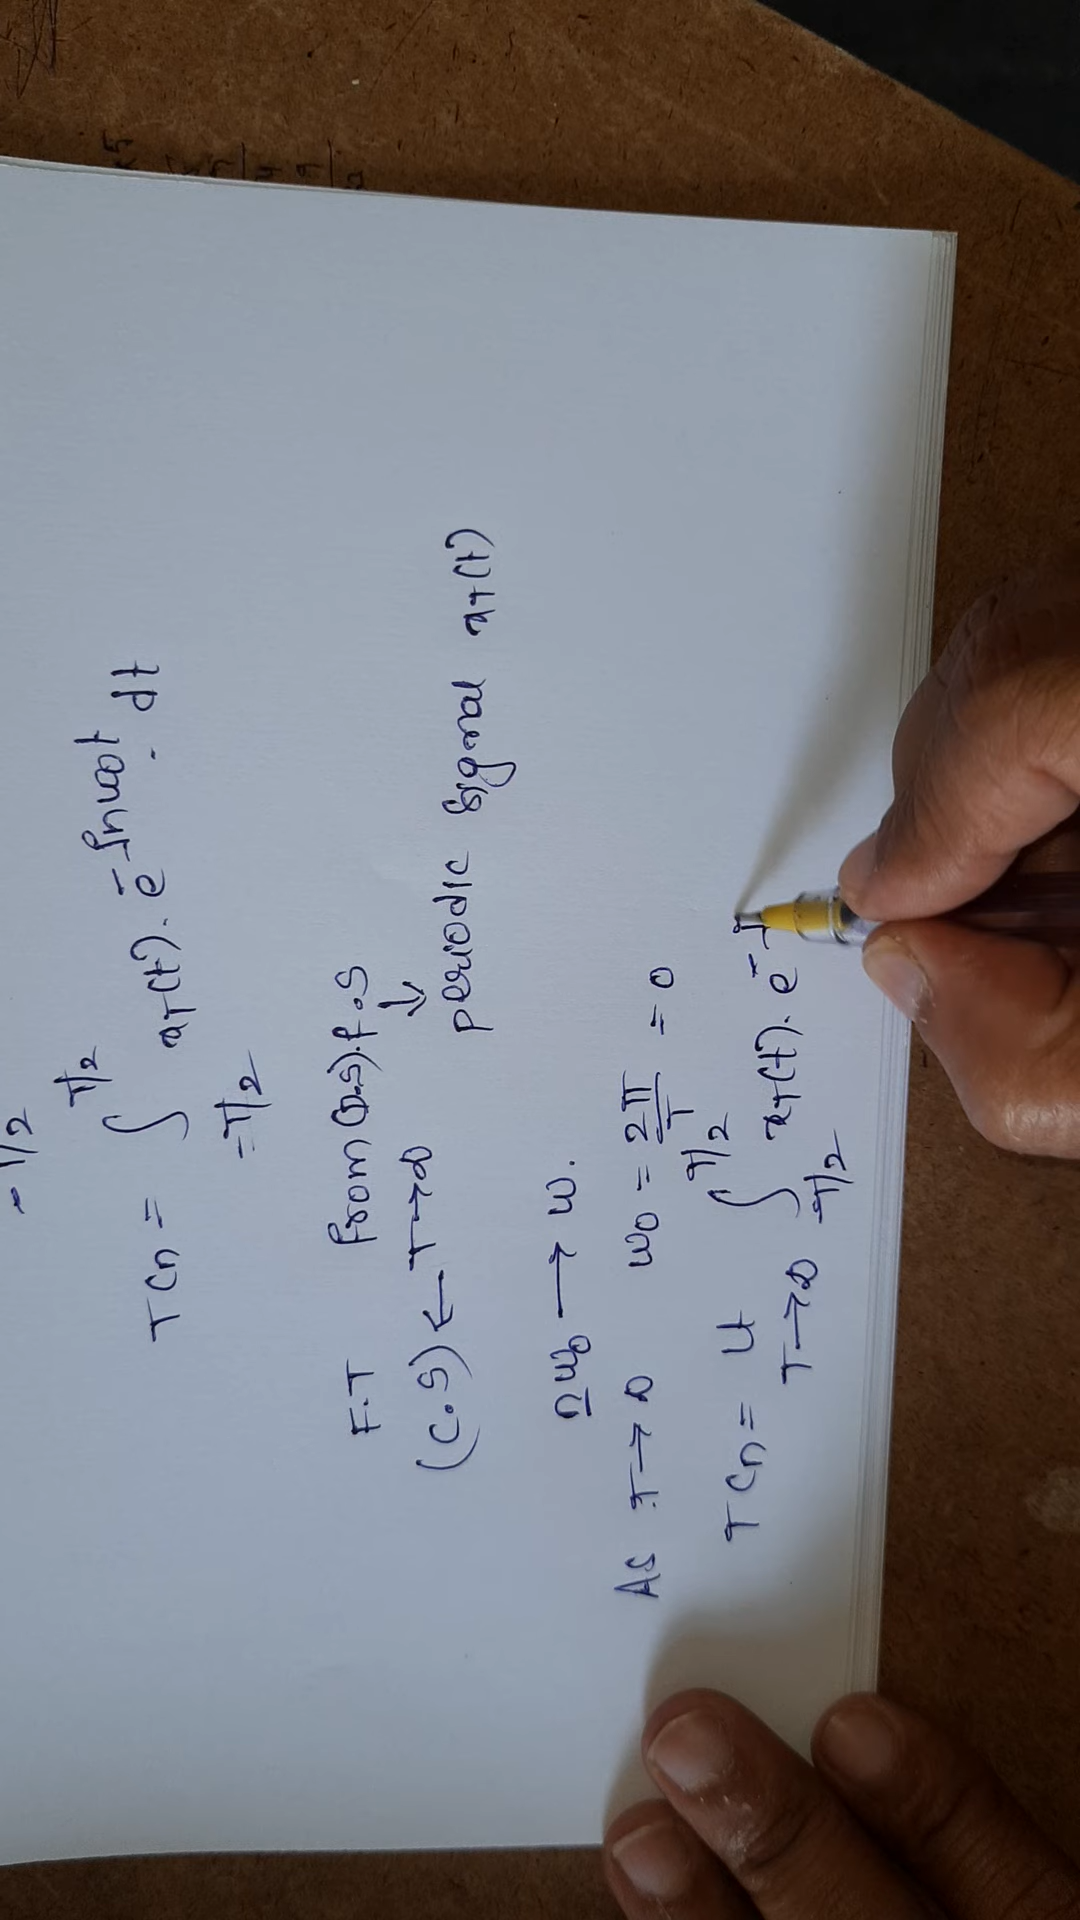 -T/2
T/2
T Cn = ∫ xT(t). e^-jnω0t . dt
-T/2
F.T From (D.S) F.S
(C.S) ← T→∞ ↓
periodic signal xT(t)
nω0 → ω.
As T→∞ ω0 = 2π/T = 0
T/2
T Cn = Lt ∫ xT(t). e^-j
T→∞ -T/2